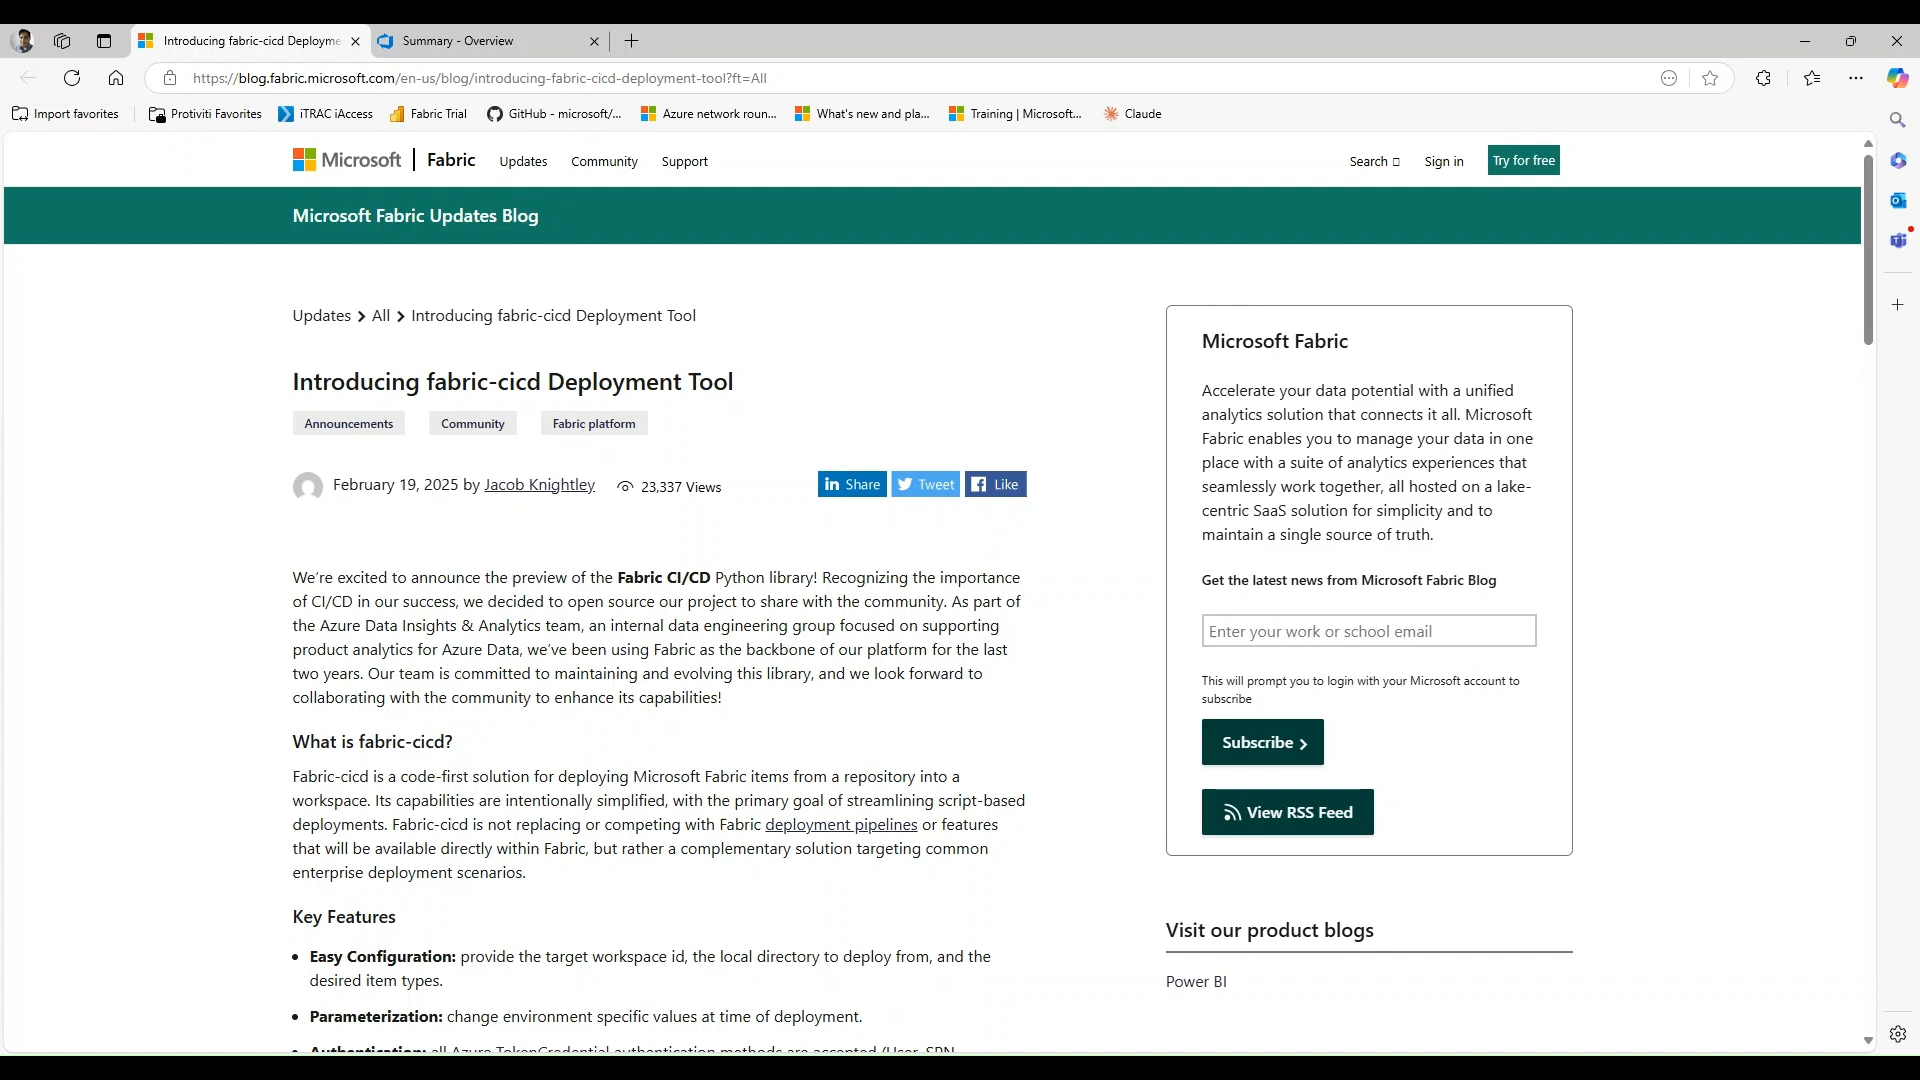 Introducing fabric-cicd Deployme
Summary - Overview
https://blog.fabric.microsoft.com/en-us/blog/introducing-fabric-cicd-deployment-tool?ft=All
Import favorites
Protiviti Favorites
iTRAC iAccess
Fabric Trial
GitHub - microsoft/...
Azure network roun...
What's new and pla...
Training | Microsoft...
Claude
Microsoft
Fabric
Updates
Community
Support
Search
Sign in
Try for free
Microsoft Fabric Updates Blog
Updates > All > Introducing fabric-cicd Deployment Tool
Introducing fabric-cicd Deployment Tool
Announcements
Community
Fabric platform
February 19, 2025 by Jacob Knightley
23,337 Views
Share
Tweet
Like
We're excited to announce the preview of the Fabric CI/CD Python library! Recognizing the importance
of CI/CD in our success, we decided to open source our project to share with the community. As part of
the Azure Data Insights & Analytics team, an internal data engineering group focused on supporting
product analytics for Azure Data, we've been using Fabric as the backbone of our platform for the last
two years. Our team is committed to maintaining and evolving this library, and we look forward to
collaborating with the community to enhance its capabilities!
What is fabric-cicd?
Fabric-cicd is a code-first solution for deploying Microsoft Fabric items from a repository into a
workspace. Its capabilities are intentionally simplified, with the primary goal of streamlining script-based
deployments. Fabric-cicd is not replacing or competing with Fabric deployment pipelines or features
that will be available directly within Fabric, but rather a complementary solution targeting common
enterprise deployment scenarios.
Key Features
• Easy Configuration: provide the target workspace id, the local directory to deploy from, and the
desired item types.
• Parameterization: change environment specific values at time of deployment.
• Authentication: all Azure TokenCredential authentication methods are accepted (User, SPN,
Microsoft Fabric
Accelerate your data potential with a unified
analytics solution that connects it all. Microsoft
Fabric enables you to manage your data in one
place with a suite of analytics experiences that
seamlessly work together, all hosted on a lake-
centric SaaS solution for simplicity and to
maintain a single source of truth.
Get the latest news from Microsoft Fabric Blog
Enter your work or school email
This will prompt you to login with your Microsoft account to
subscribe
Subscribe >
View RSS Feed
Visit our product blogs
Power BI